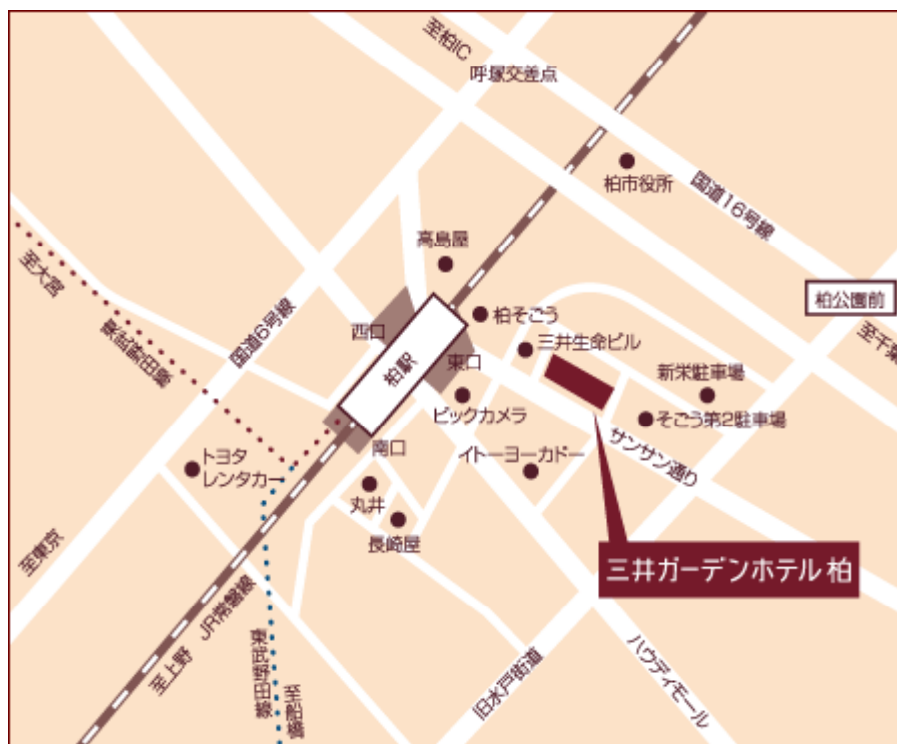 至柏IC
呼塚交差点
柏市役所
国道16号線
高島屋
柏公園前
至千葉
至大宮
東武野田線
国道6号線
西口
柏駅
東口
柏そごう
三井生命ビル
新栄駐車場
ビックカメラ
そごう第2駐車場
サンサン通り
南口
イトーヨーカドー
トヨタ
レンタカー
丸井
長崎屋
至東京
三井ガーデンホテル 柏
JR常磐線
至上野
東武野田線
至船橋
旧水戸街道
ハウディモール